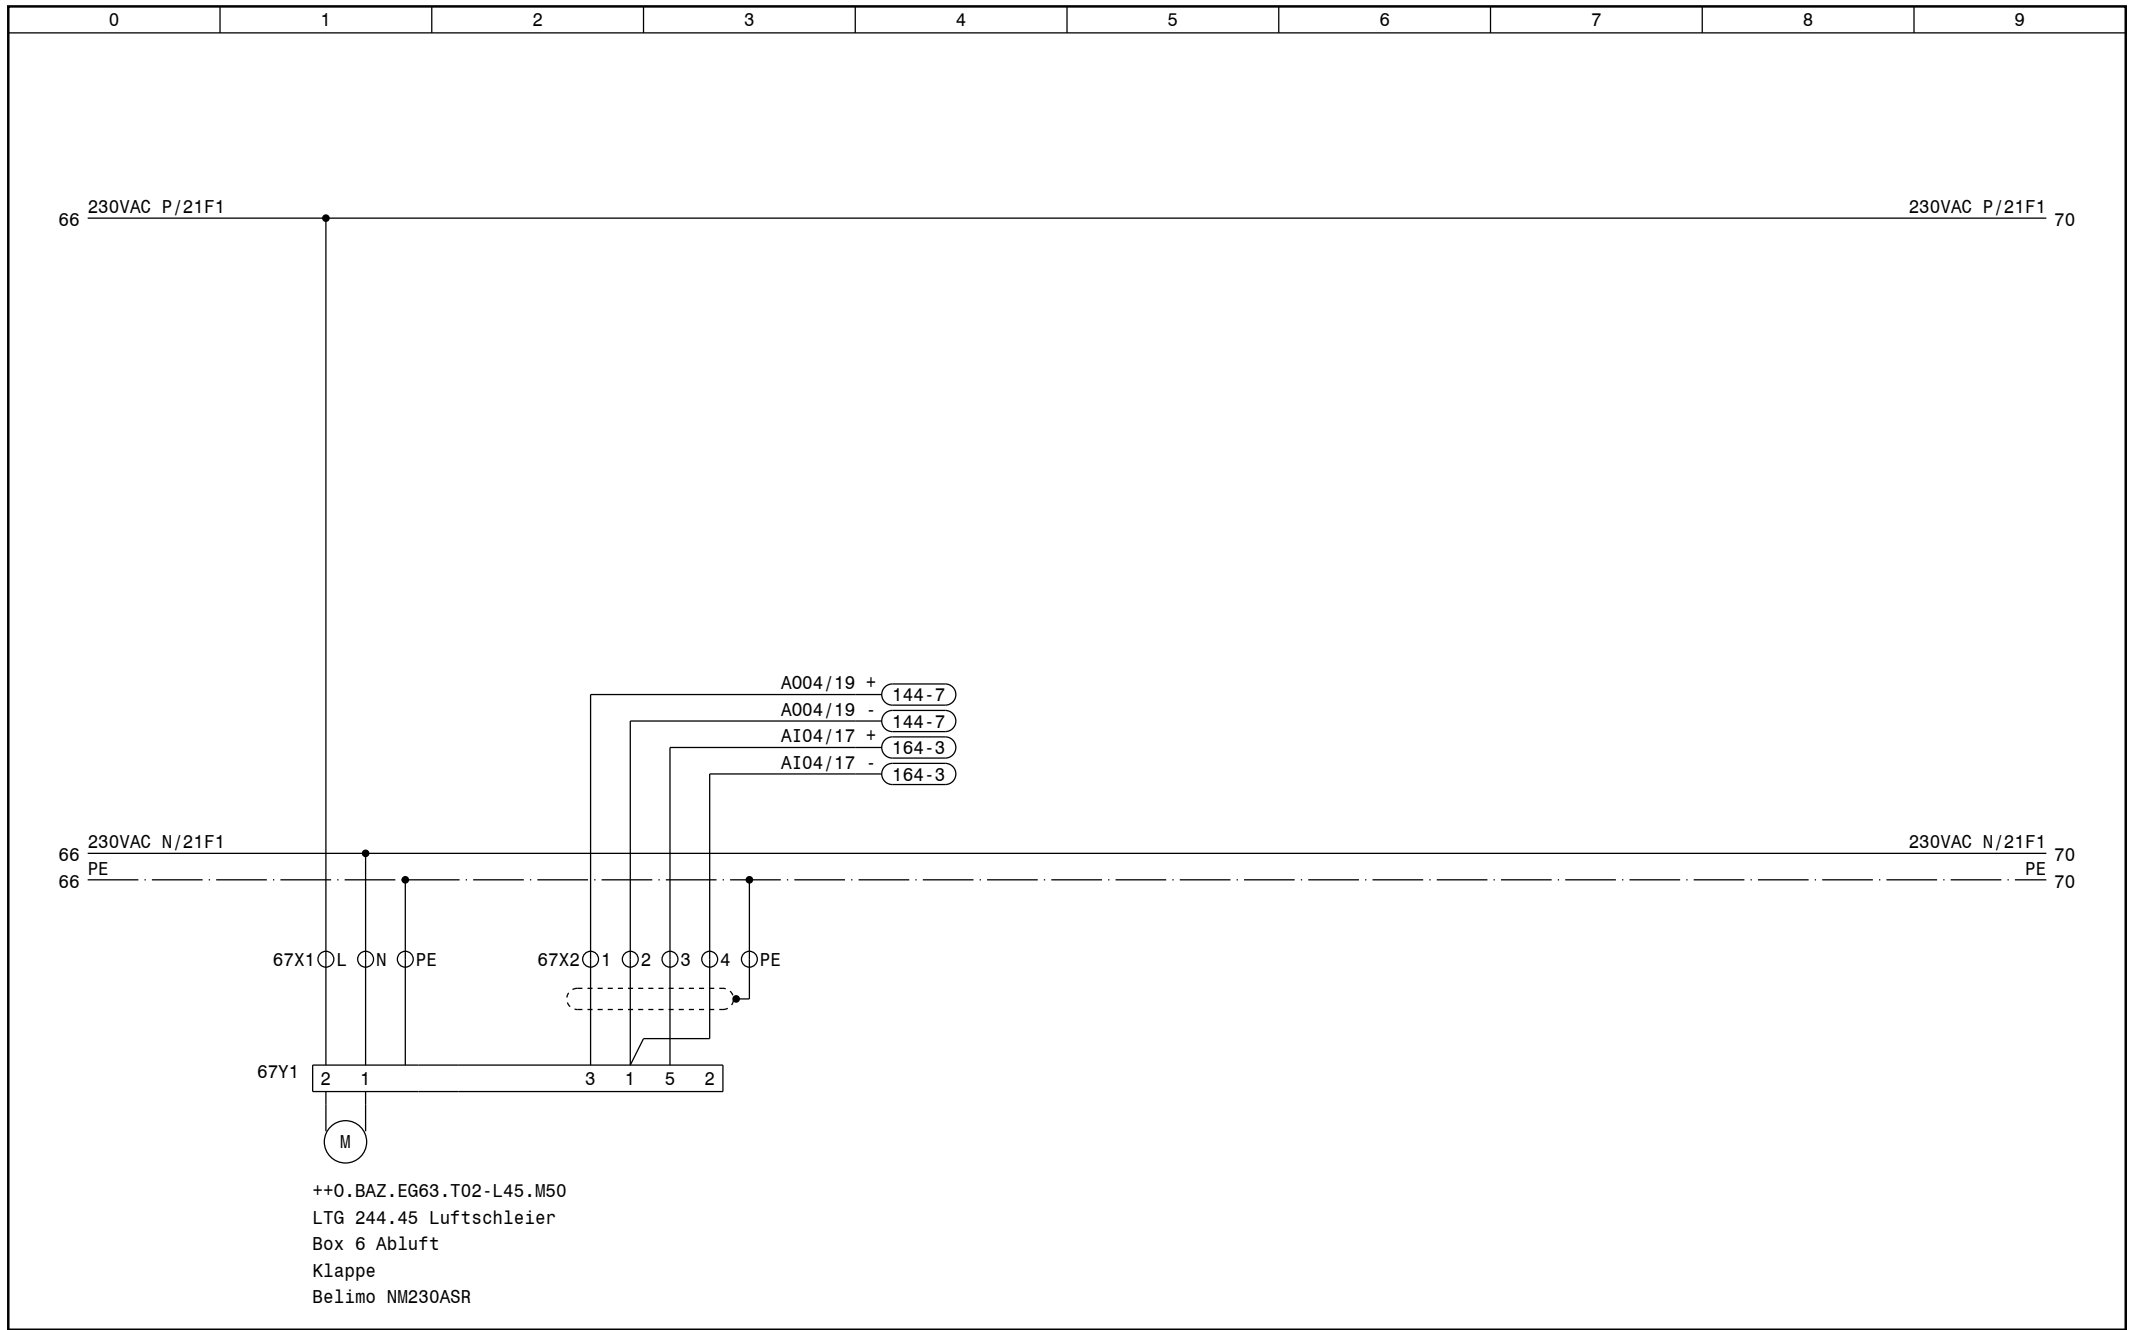 0 1 2 3 4 5 6 7 8 9
230VAC P/21F1 230VAC P/21F1
66 70
AO04/19 +
144-7
AO04/19 -
144-7
AI04/17 +
164-3
AI04/17 -
164-3
230VAC N/21F1 230VAC N/21F1
66 70
PE PE
66 70
67X1 L N PE 67X2 1 2 3 4 PE
67Y1 2 1 3 1 5 2
M
++0.BAZ.EG63.T02-L45.M50
LTG 244.45 Luftschleier
Box 6 Abluft
Klappe
Belimo NM230ASR